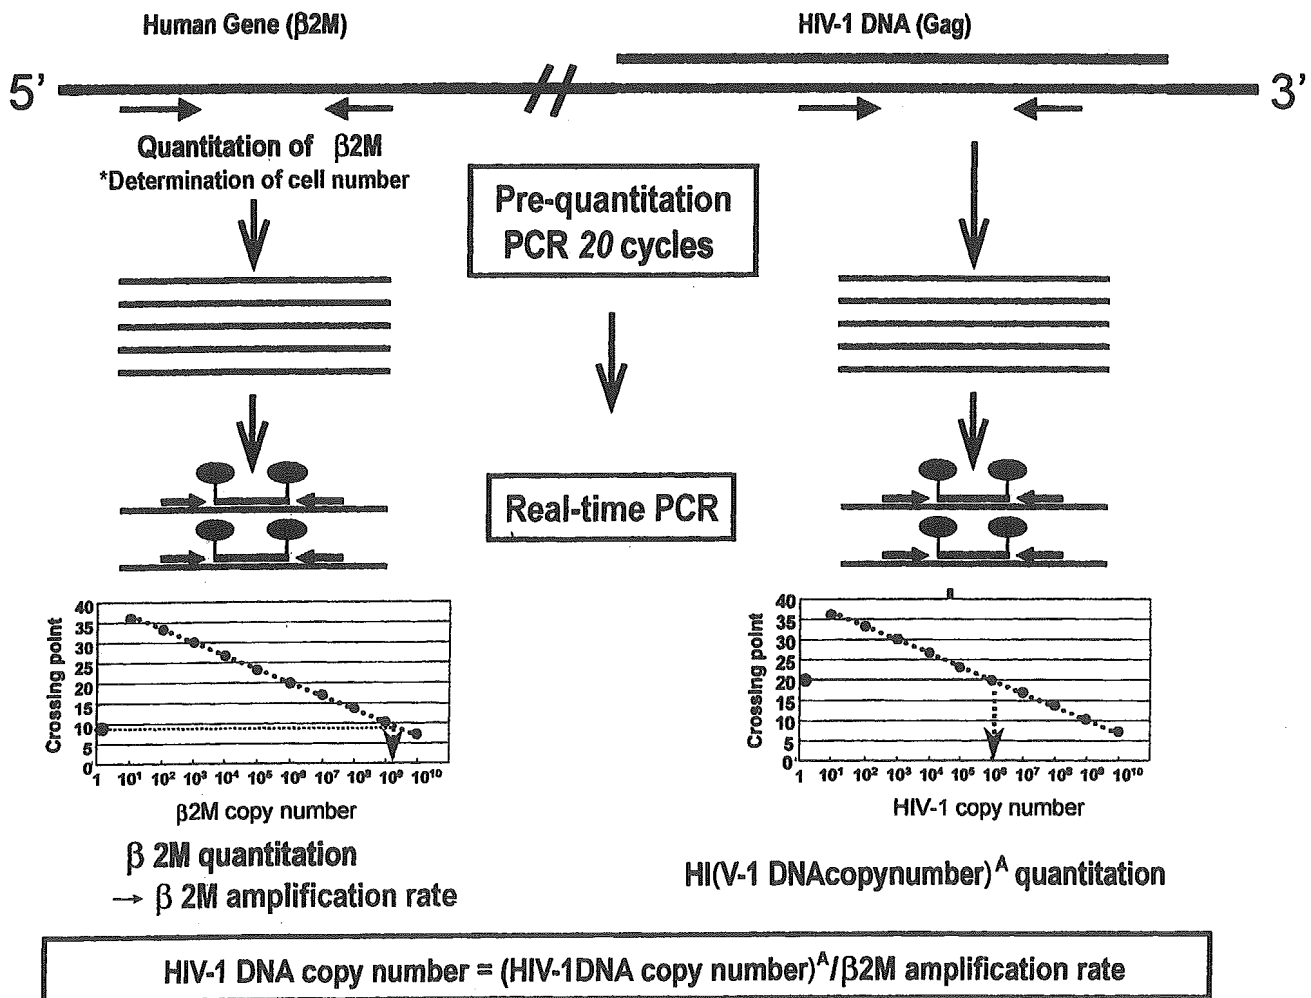 Human Gene (β2M)
HIV-1 DNA (Gag)
5’
3’
Quantitation of β2M
*Determination of cell number
Pre-quantitation
PCR 20 cycles
Real-time PCR
Crossing point
40
35
30
25
20
15
10
5
0
1 10¹ 10² 10³ 10⁴ 10⁵ 10⁶ 10⁷ 10⁸ 10⁹ 10¹⁰
β2M copy number
Crossing point
40
35
30
25
20
15
10
5
0
1 10¹ 10² 10³ 10⁴ 10⁵ 10⁶ 10⁷ 10⁸ 10⁹ 10¹⁰
HIV-1 copy number
β 2M quantitation
→ β 2M amplification rate
HI(V-1 DNAcopynumber)ᴬ quantitation
HIV-1 DNA copy number = (HIV-1DNA copy number)ᴬ/β2M amplification rate